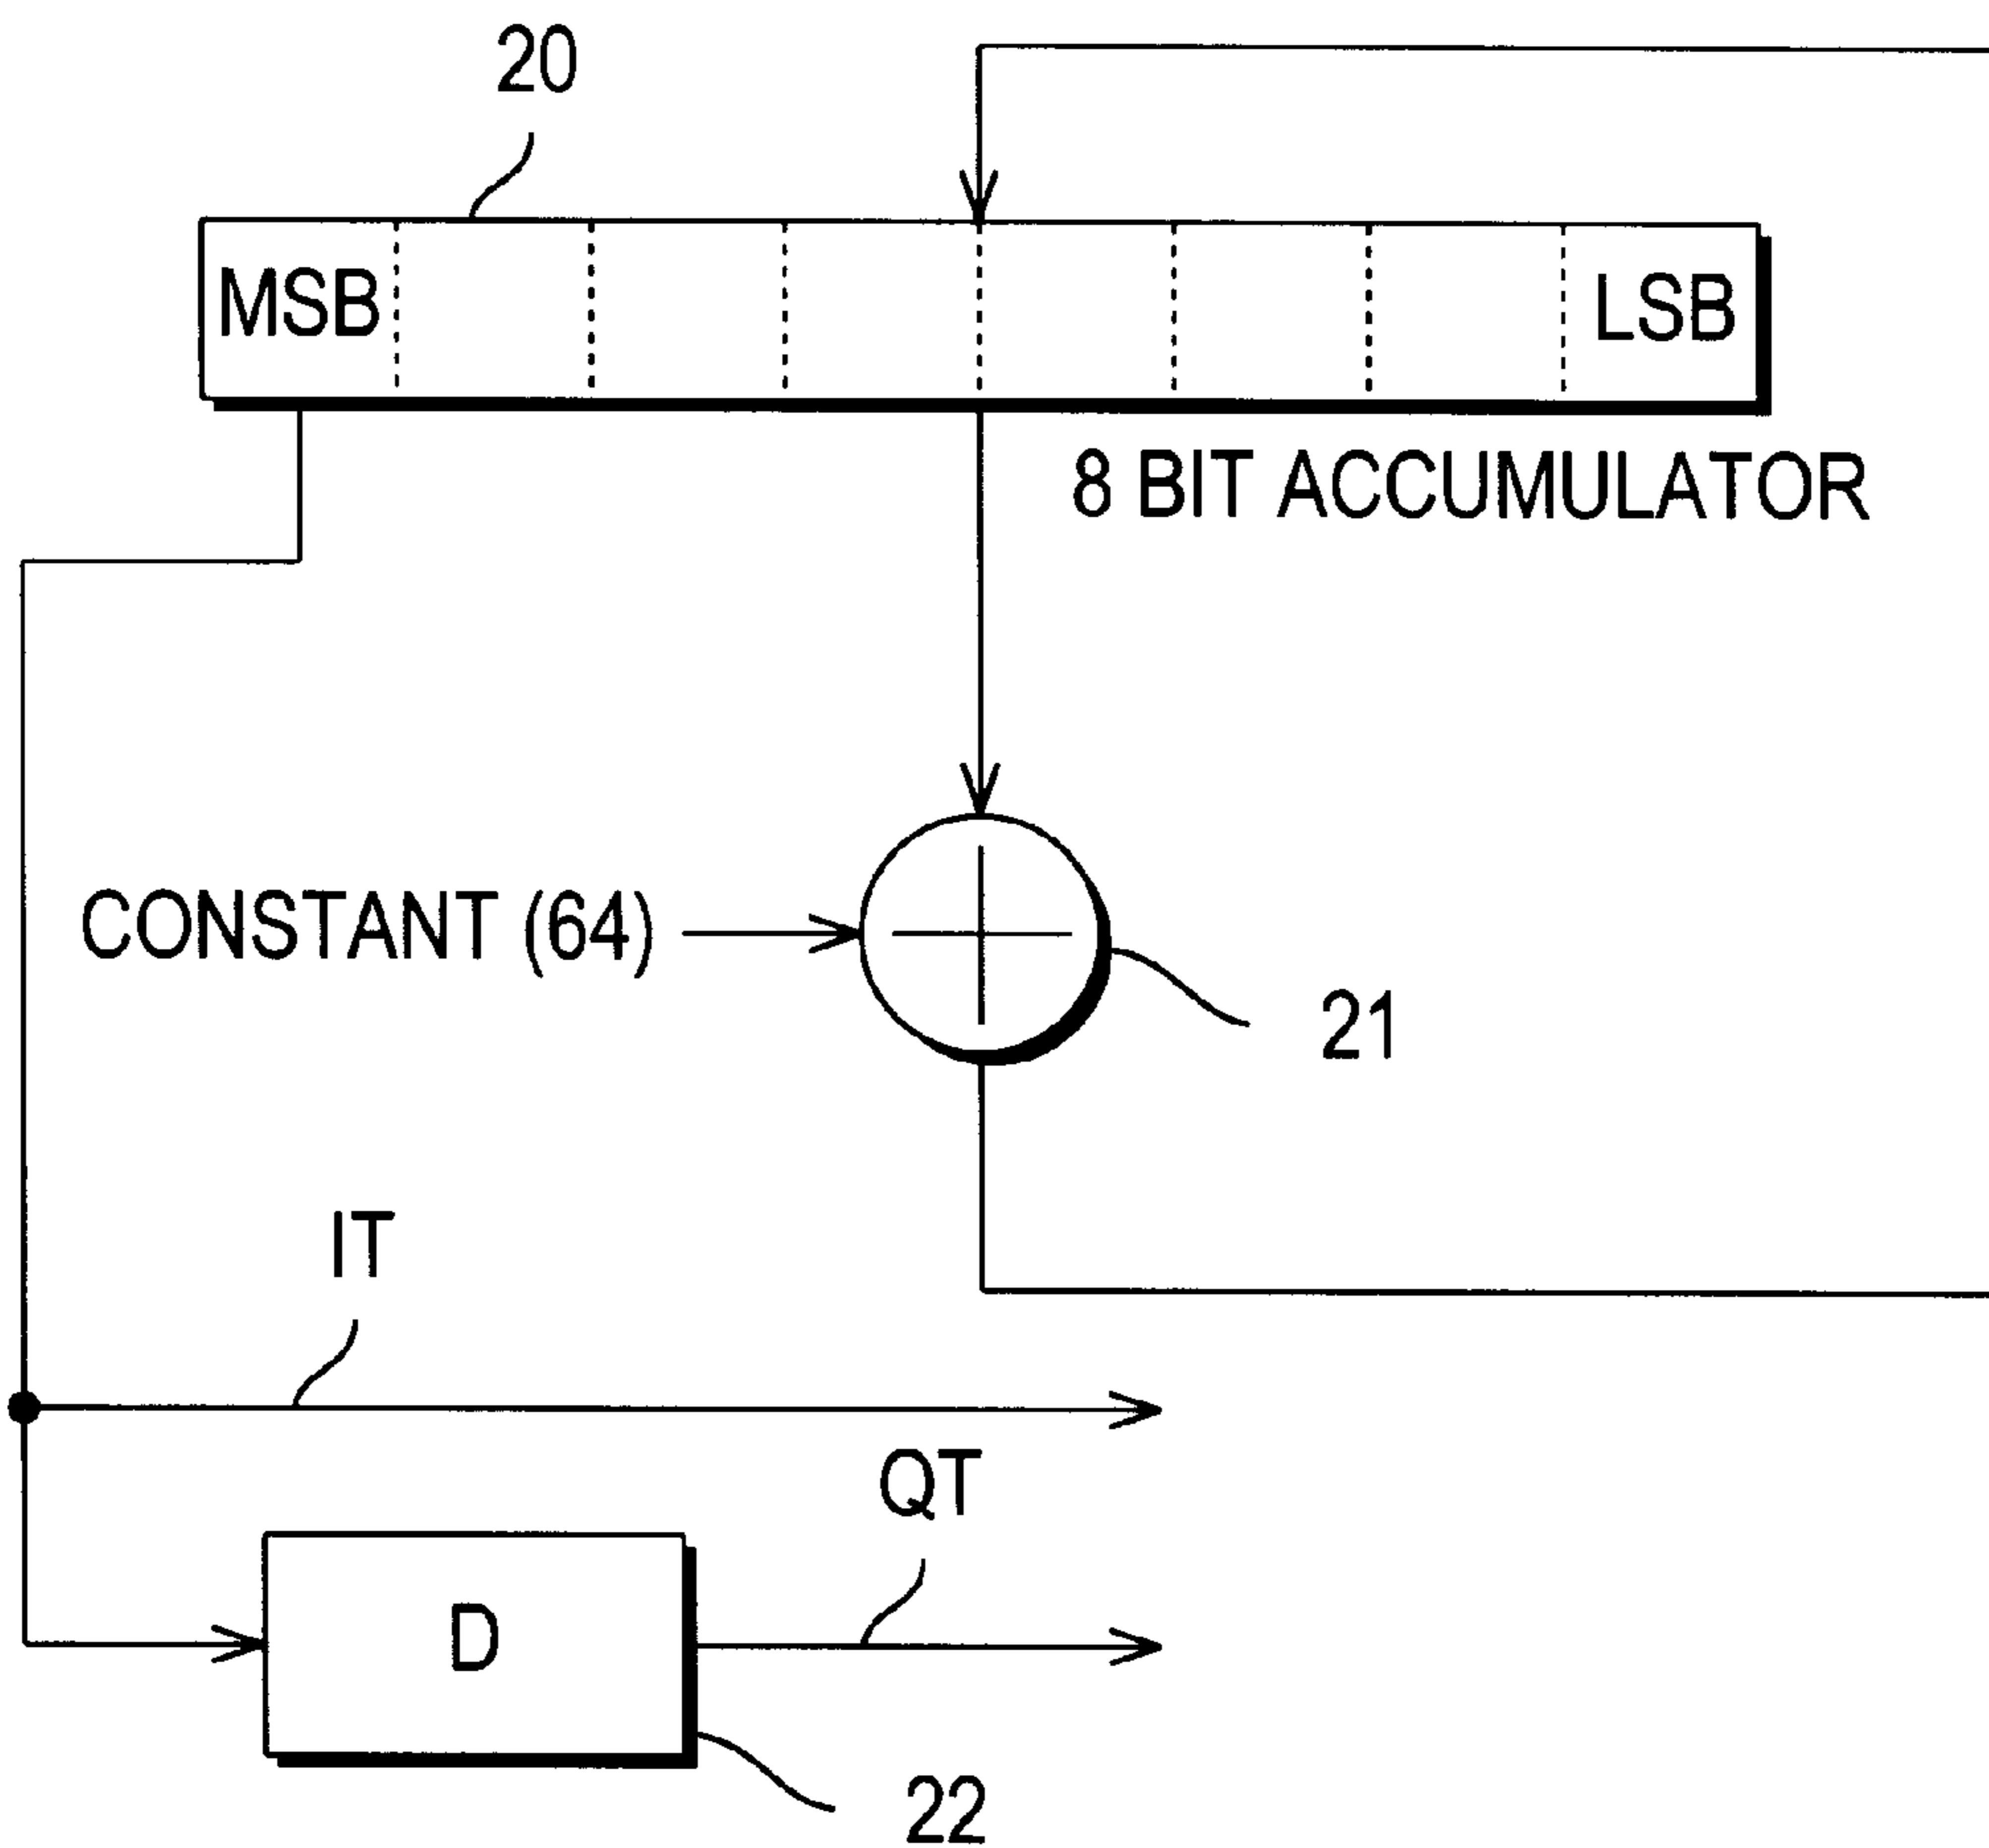 20
MSB
LSB
8 BIT ACCUMULATOR
CONSTANT (64)
21
IT
QT
D
22